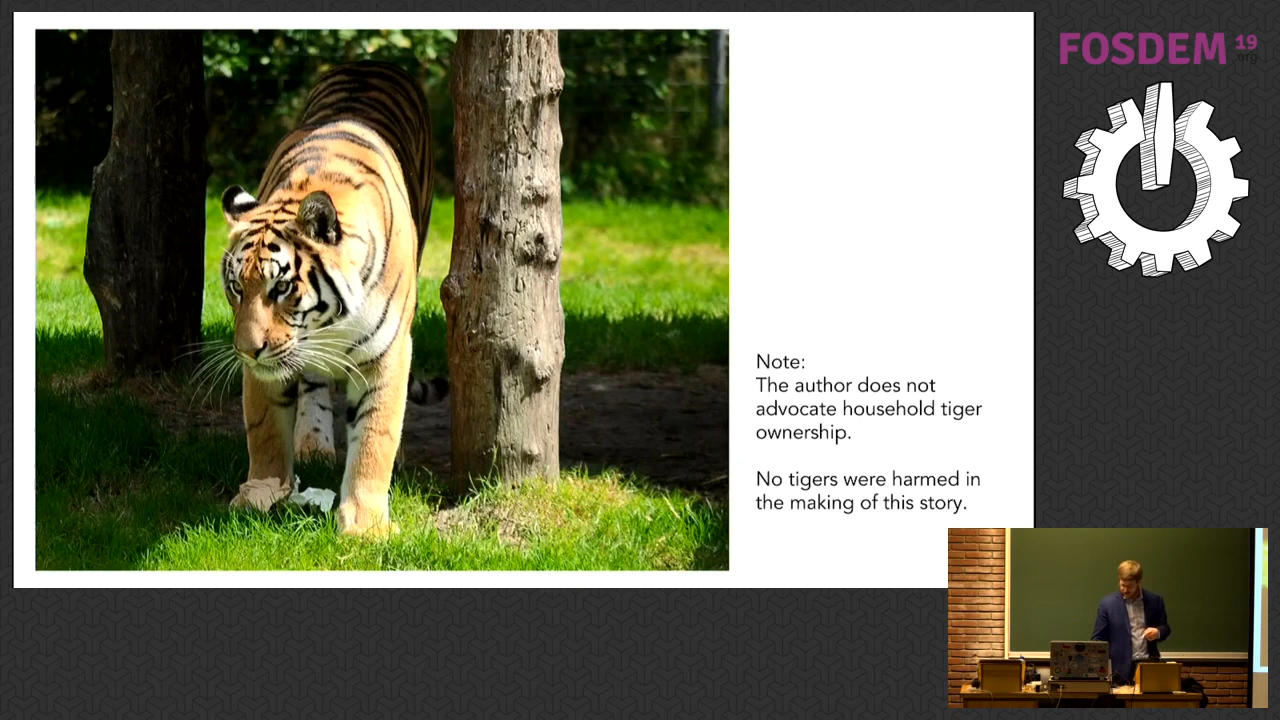 FOSDEM 19
.org
Note:
The author does not
advocate household tiger
ownership.
No tigers were harmed in
the making of this story.